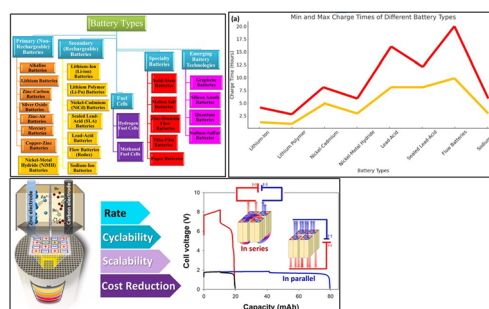 Battery Types
Primary (Non-
Rechargeable)
Batteries
Alkaline
Batteries
Lithium Batteries
Zinc-Carbon
Batteries
Silver Oxide
Batteries
Zinc-Air
Batteries
Mercury
Batteries
Copper-Zinc
Batteries
Nickel-Metal
Hydride (NiMH)
Batteries
Secondary
(Rechargeable)
Batteries
Lithium-Ion
(Li-ion)
Batteries
Lithium Polymer
(Li-Po) Batteries
Nickel-Cadmium
(NiCd) Batteries
Sealed Lead-
Acid (SLA)
Batteries
Lead-Acid
Batteries
Flow Batteries
(Redox)
Sodium-Ion
Batteries
Fuel
Cells
Hydrogen
Fuel Cells
Methanol
Fuel Cells
Specialty
Batteries
Batteries
Emerging
Battery
Technologies
Graphene
Batteries
Quantum
Batteries
(a)
Min and Max Charge Times of Different Battery Types
Charge Time (Hours)
20.0
17.5
15.0
12.5
10.0
7.5
5.0
2.5
Lithium Ion
Lithium Polymer
Nickel-Cadmium
Nickel-Metal Hydride
Lead-Acid
Sealed Lead-Acid
Flow Batteries
Sodium
Battery Types
Zinc electrode
Rate
Cyclability
Scalability
Cost Reduction
Cell voltage (V)
10
8
6
4
2
0
In series
In parallel
0
20
40
60
80
Capacity (mAh)